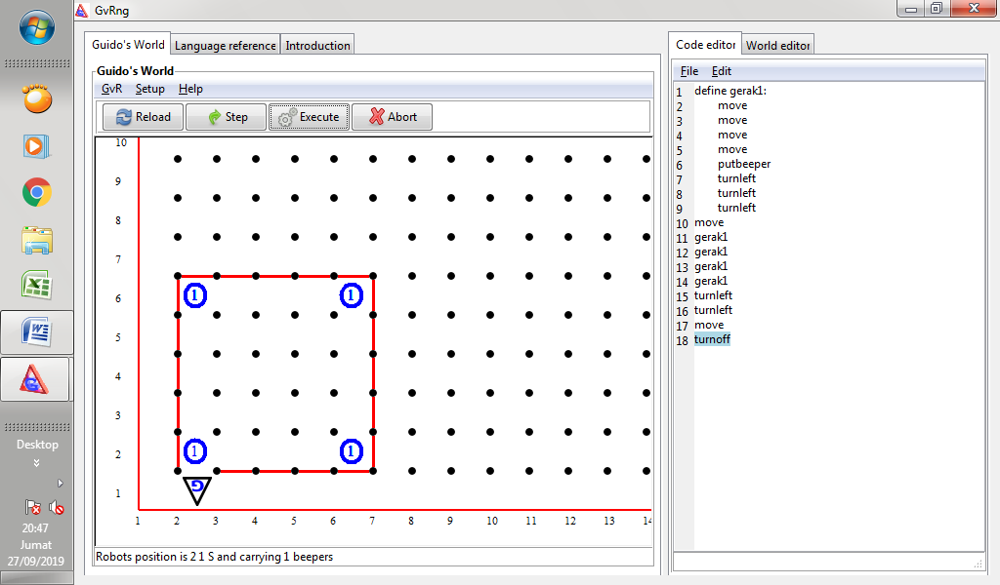 GvRng
Guido's World Language reference Introduction
Guido's World
GvR Setup Help
Reload Step Execute Abort
10
9
8
7
6
5
4
3
2
1
1 1
1 1
G
1 2 3 4 5 6 7 8 9 10 11 12 13 14
Robots position is 2 1 S and carrying 1 beepers
Code editor World editor
File Edit
1 define gerak1:
2 move
3 move
4 move
5 move
6 putbeeper
7 turnleft
8 turnleft
9 turnleft
10 move
11 gerak1
12 gerak1
13 gerak1
14 gerak1
15 turnleft
16 turnleft
17 move
18 turnoff
Desktop
20:47
Jumat
27/09/2019